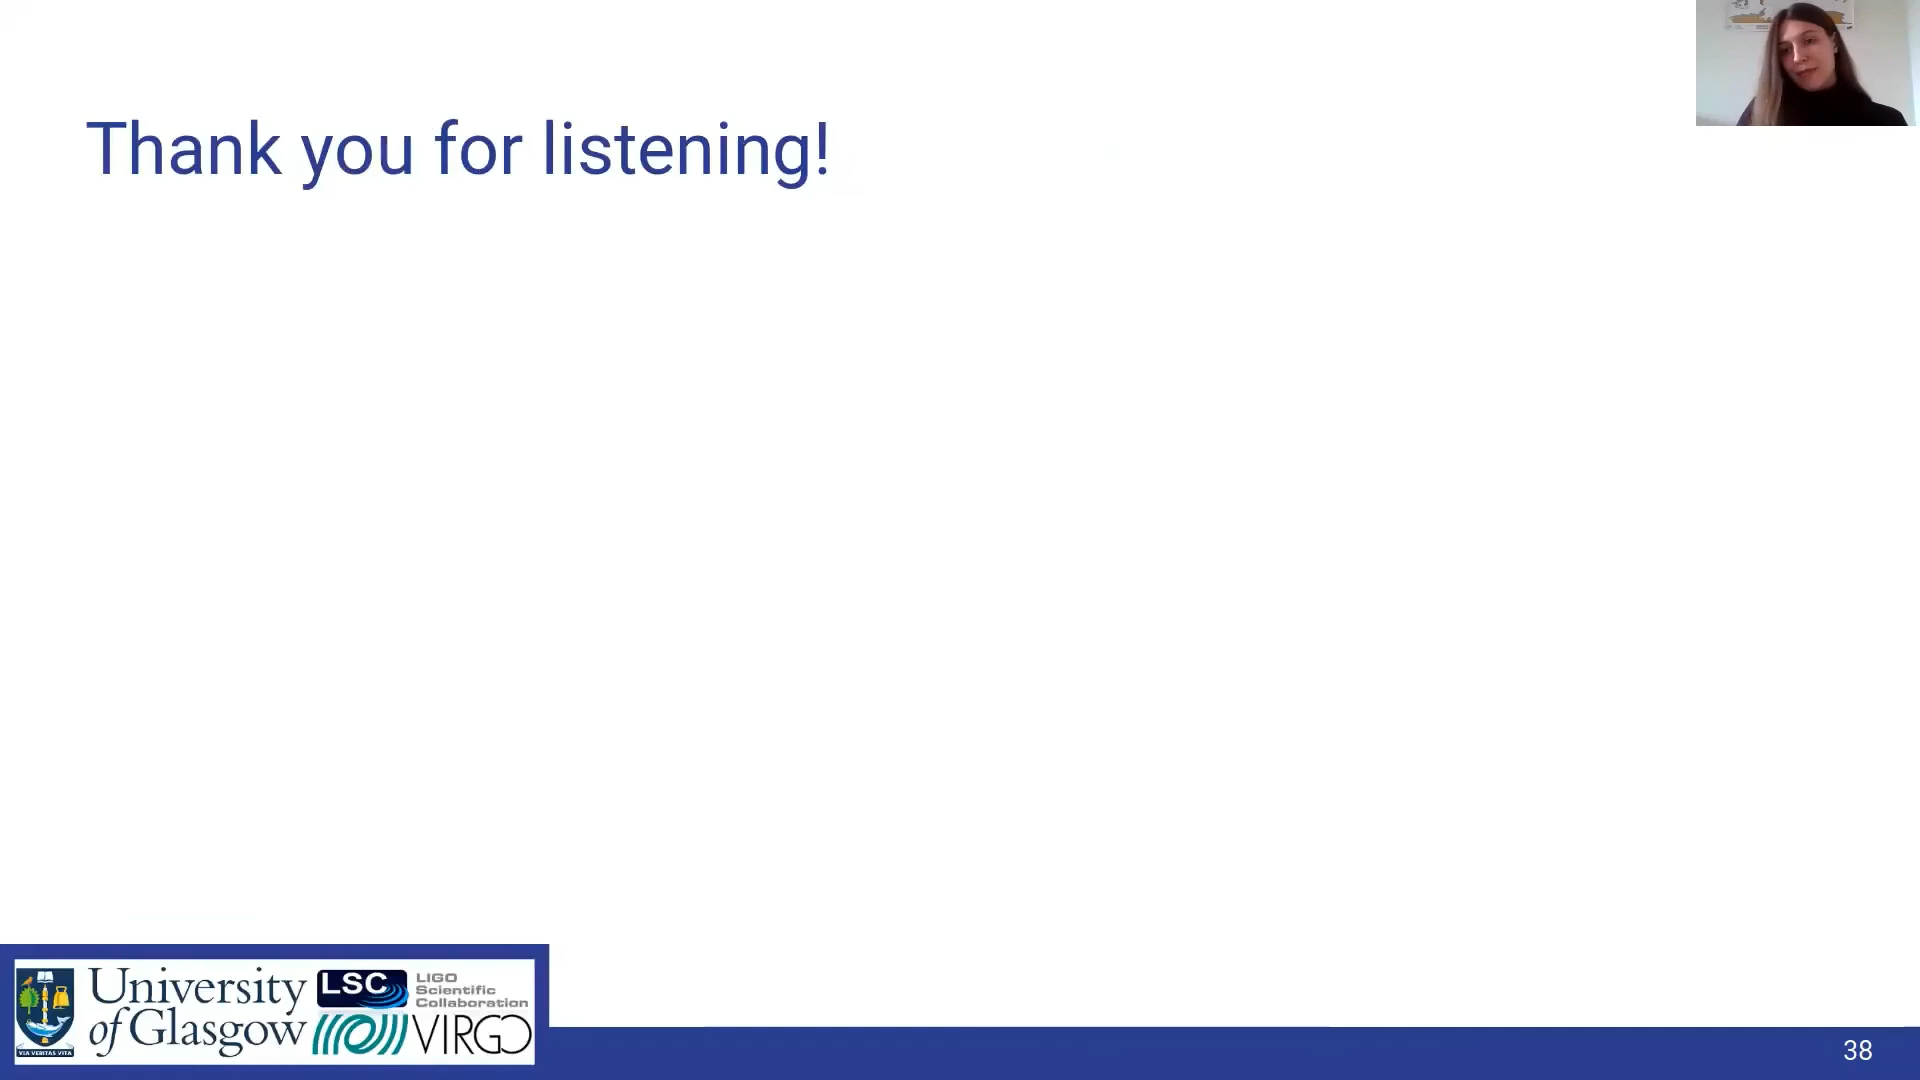 Thank you for listening!
University
of Glasgow
VIA VERITAS VITA
LSC
LIGO
Scientific
Collaboration
VIRGO
38